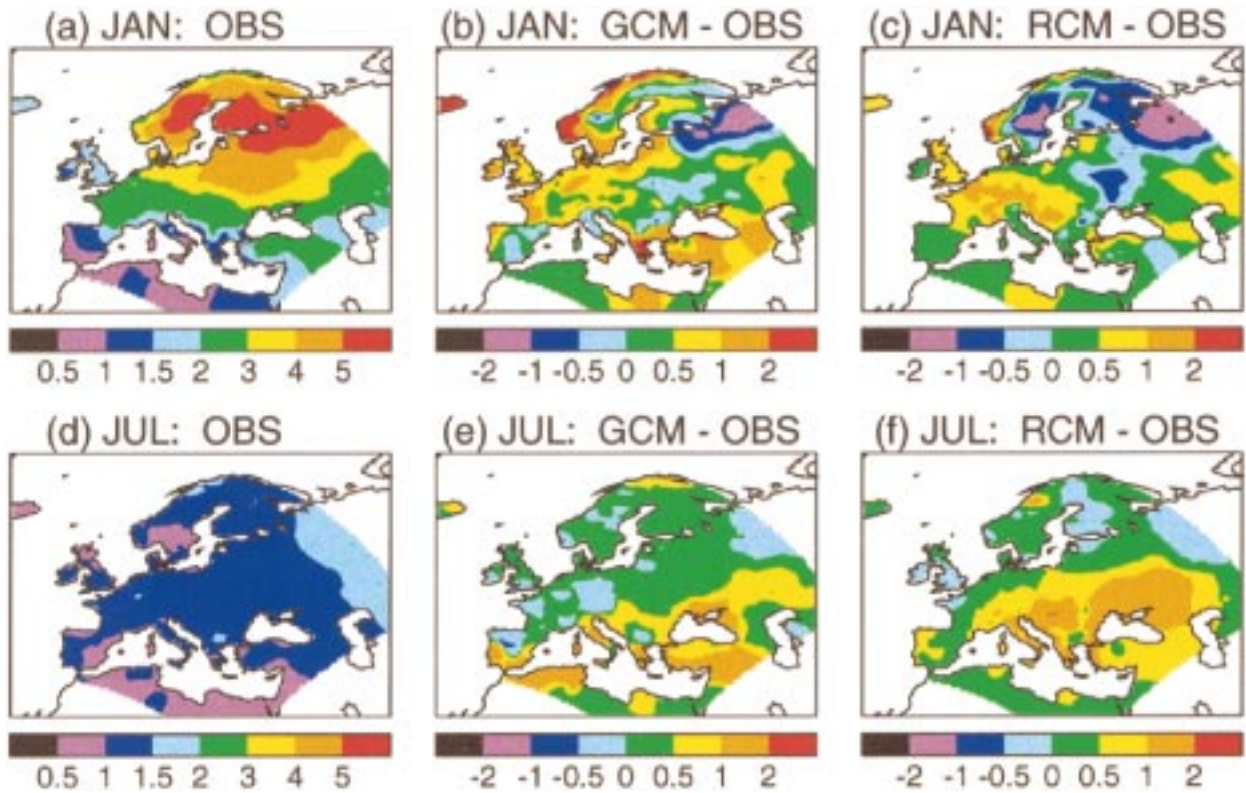 (a) JAN: OBS
(b) JAN: GCM - OBS
(c) JAN: RCM - OBS
0.5 1 1.5 2 3 4 5
-2 -1 -0.5 0 0.5 1 2
-2 -1 -0.5 0 0.5 1 2
(d) JUL: OBS
(e) JUL: GCM - OBS
(f) JUL: RCM - OBS
0.5 1 1.5 2 3 4 5
-2 -1 -0.5 0 0.5 1 2
-2 -1 -0.5 0 0.5 1 2